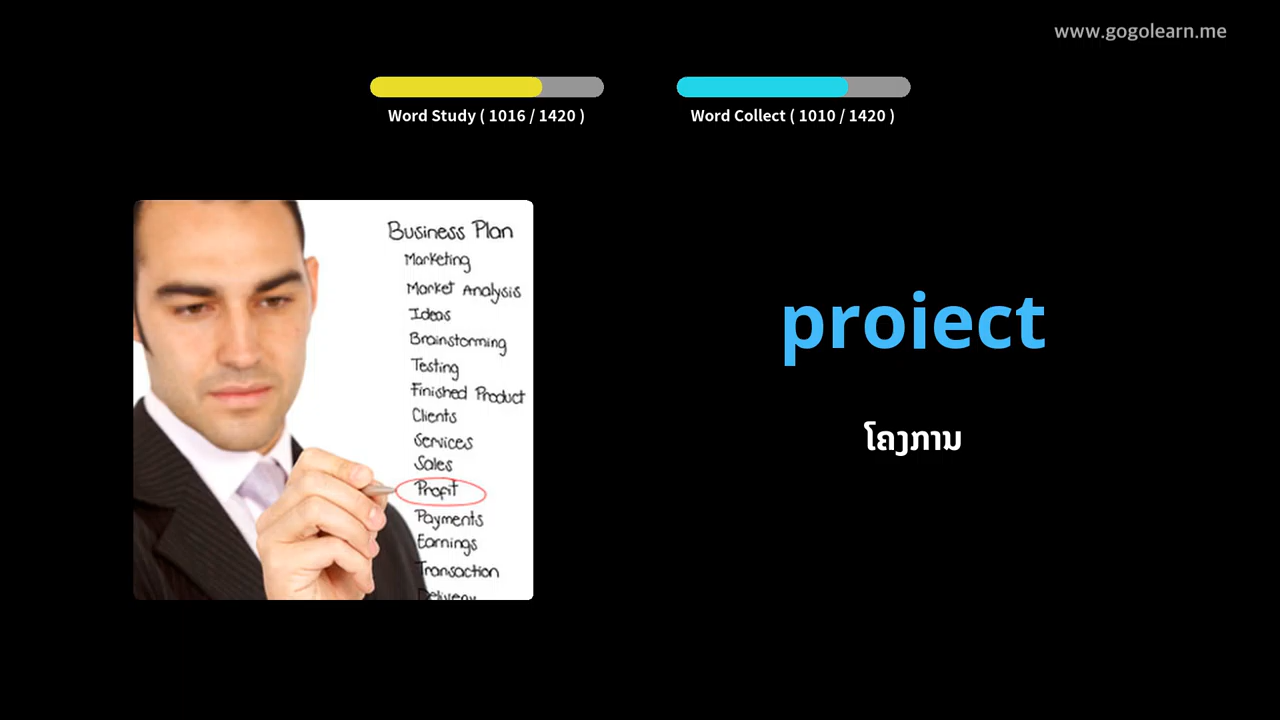 www.gogolearn.me
Word Study ( 1016 / 1420 )
Word Collect ( 1010 / 1420 )
Business Plan
Marketing
Market Analysis
Ideas
Brainstorming
Testing
Finished Product
Clients
Services
Sales
Profit
Payments
Earnings
Transaction
Delivery
proiect
ໂຄງການ